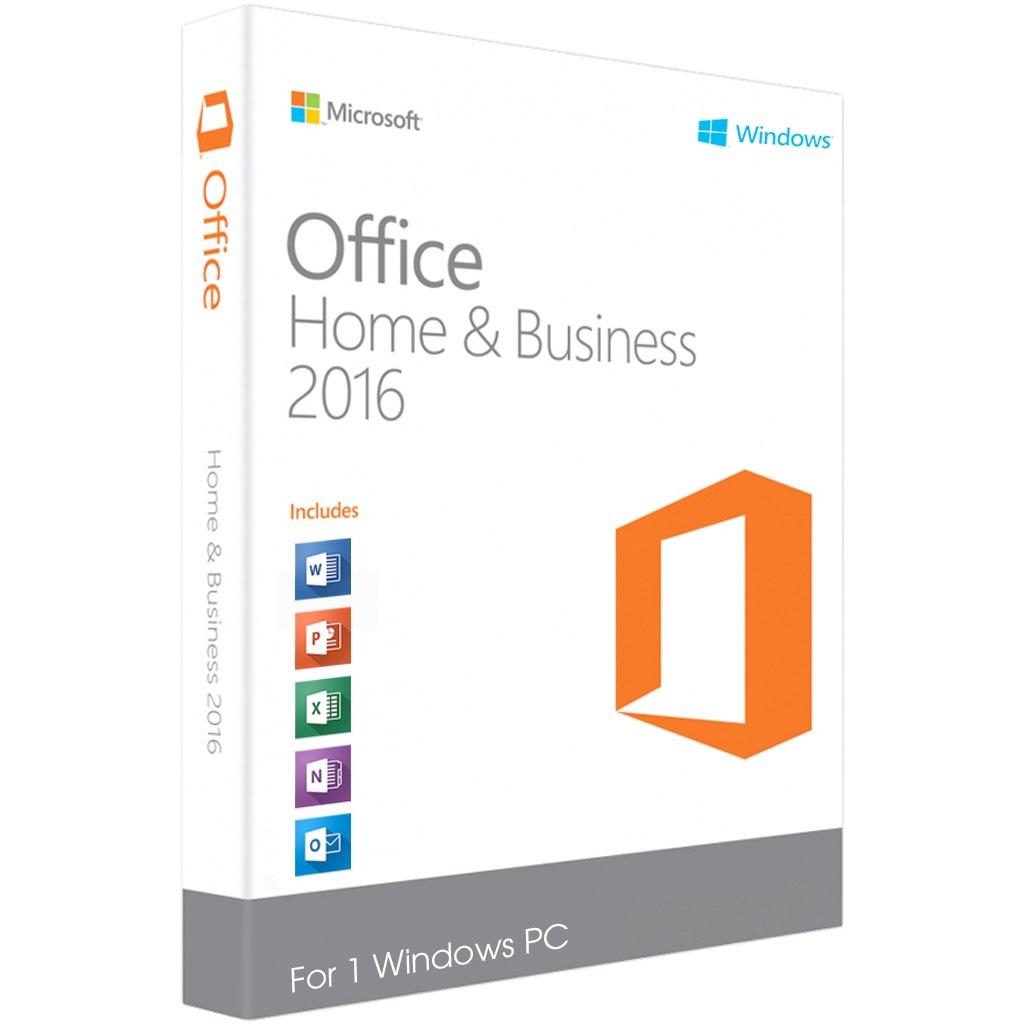 Office
Home & Business 2016
Microsoft
Windows
Office
Home & Business
2016
Includes
W
P
X
N
O
For 1 Windows PC